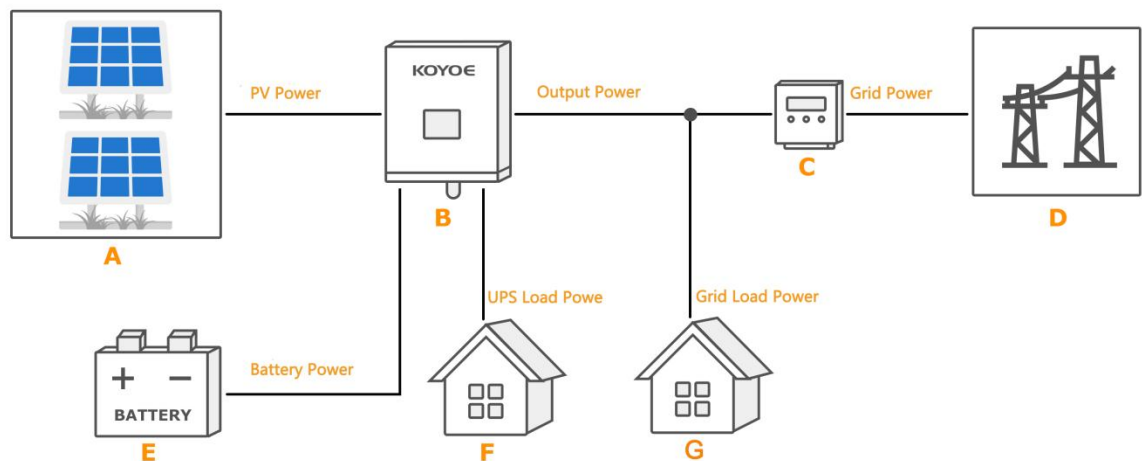 KOYOE
PV Power
Output Power
Grid Power
A
B
C
D
UPS Load Powe
Grid Load Power
Battery Power
+ −
BATTERY
E
F
G